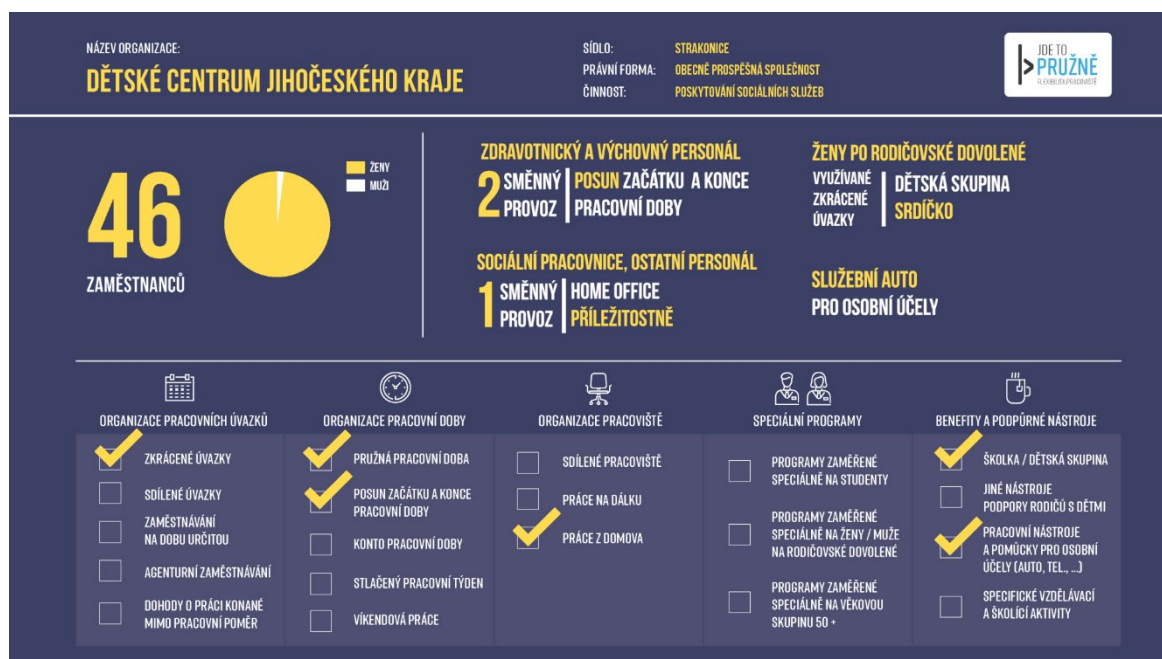 NÁZEV ORGANIZACE:
DĚTSKÉ CENTRUM JIHOČESKÉHO KRAJE
SÍDLO: STRAKONICE
PRÁVNÍ FORMA: OBECNĚ PROSPĚŠNÁ SPOLEČNOST
ČINNOST: POSKYTOVÁNÍ SOCIÁLNÍCH SLUŽEB
JDE TO
PRUŽNĚ
FLEXIBILITA PRACOVIŠTĚ
46
ZAMĚSTNANCŮ
ŽENY
MUŽI
ZDRAVOTNICKÝ A VÝCHOVNÝ PERSONÁL
2 SMĚNNÝ PROVOZ
POSUN ZAČÁTKU A KONCE
PRACOVNÍ DOBY
SOCIÁLNÍ PRACOVNICE, OSTATNÍ PERSONÁL
1 SMĚNNÝ PROVOZ
HOME OFFICE
PŘÍLEŽITOSTNĚ
ŽENY PO RODIČOVSKÉ DOVOLENÉ
VYUŽÍVANÉ
ZKRÁCENÉ
ÚVAZKY
DĚTSKÁ SKUPINA
SRDÍČKO
SLUŽEBNÍ AUTO
PRO OSOBNÍ ÚČELY
ORGANIZACE PRACOVNÍCH ÚVAZKŮ
ZKRÁCENÉ ÚVAZKY
SDÍLENÉ ÚVAZKY
ZAMĚSTNÁVÁNÍ
NA DOBU URČITOU
AGENTURNÍ ZAMĚSTNÁVÁNÍ
DOHODY O PRÁCI KONANÉ
MIMO PRACOVNÍ POMĚR
ORGANIZACE PRACOVNÍ DOBY
PRUŽNÁ PRACOVNÍ DOBA
POSUN ZAČÁTKU A KONCE
PRACOVNÍ DOBY
KONTO PRACOVNÍ DOBY
STLAČENÝ PRACOVNÍ TÝDEN
VÍKENDOVÁ PRÁCE
ORGANIZACE PRACOVIŠTĚ
SDÍLENÉ PRACOVIŠTĚ
PRÁCE NA DÁLKU
PRÁCE Z DOMOVA
SPECIÁLNÍ PROGRAMY
PROGRAMY ZAMĚŘENÉ
SPECIÁLNĚ NA STUDENTY
PROGRAMY ZAMĚŘENÉ
SPECIÁLNĚ NA ŽENY / MUŽE
NA RODIČOVSKÉ DOVOLENÉ
PROGRAMY ZAMĚŘENÉ
SPECIÁLNĚ NA VĚKOVOU
SKUPINU 50 +
BENEFITY A PODPŮRNÉ NÁSTROJE
ŠKOLKA / DĚTSKÁ SKUPINA
JINÉ NÁSTROJE
PODPORY RODIČŮ S DĚTMI
PRACOVNÍ NÁSTROJE
A POMŮCKY PRO OSOBNÍ
ÚČELY (AUTO, TEL., ...)
SPECIFICKÉ VZDĚLÁVACÍ
A ŠKOLÍCÍ AKTIVITY